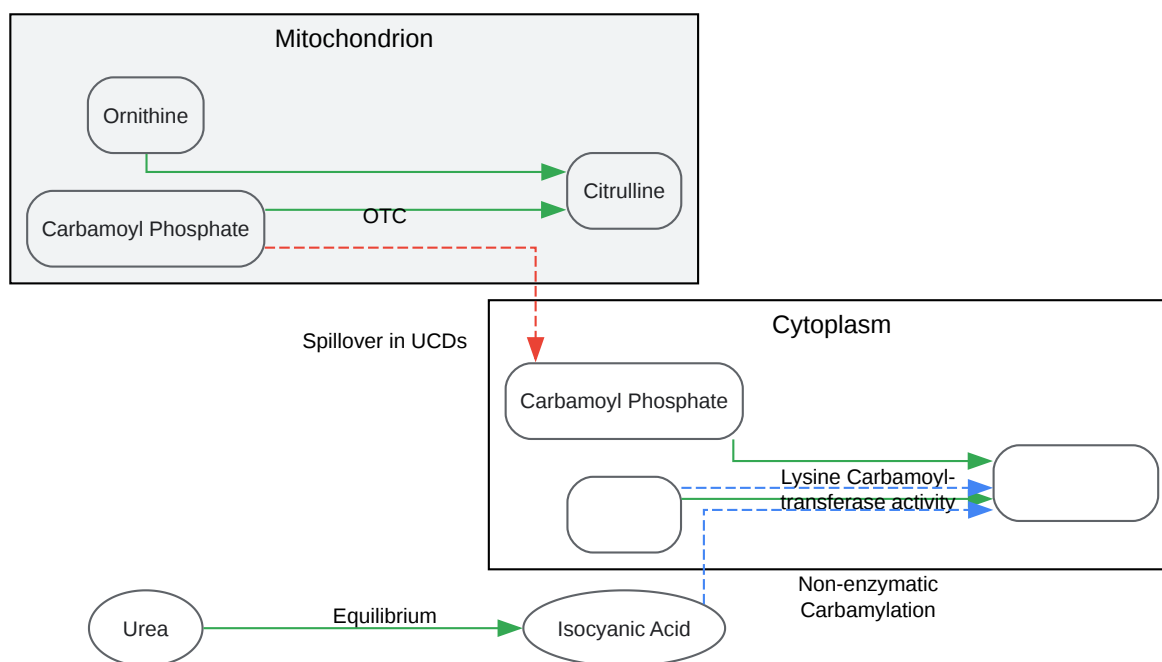 Mitochondrion
Ornithine
Citrulline
OTC
Carbamoyl Phosphate
Spillover in UCDs
Cytoplasm
Carbamoyl Phosphate
Lysine Carbamoyl-
transferase activity
Non-enzymatic
Carbamylation
Urea
Equilibrium
Isocyanic Acid